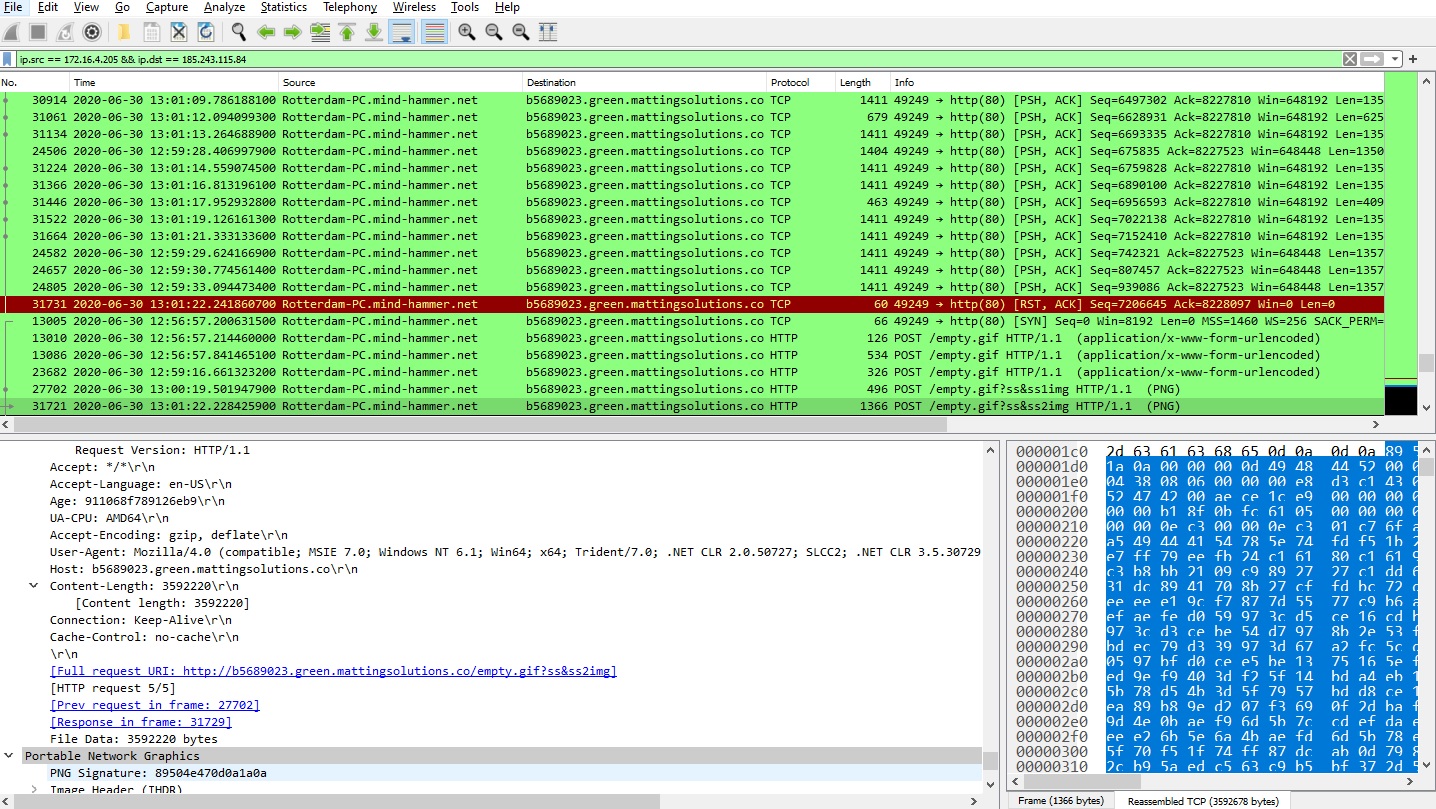 File Edit View Go Capture Analyze Statistics Telephony Wireless Tools Help
ip.src == 172.16.4.205 && ip.dst == 185.243.115.84
No. Time Source Destination Protocol Length Info
30914 2020-06-30 13:01:09.786188100 Rotterdam-PC.mind-hammer.net b5689023.green.mattingsolutions.co TCP 1411 49249 → http(80) [PSH, ACK] Seq=6497302 Ack=8227810 Win=648192 Len=135
31061 2020-06-30 13:01:12.094099300 Rotterdam-PC.mind-hammer.net b5689023.green.mattingsolutions.co TCP 679 49249 → http(80) [PSH, ACK] Seq=6628931 Ack=8227810 Win=648192 Len=625
31134 2020-06-30 13:01:13.264688900 Rotterdam-PC.mind-hammer.net b5689023.green.mattingsolutions.co TCP 1411 49249 → http(80) [PSH, ACK] Seq=6693335 Ack=8227810 Win=648192 Len=135
24506 2020-06-30 12:59:28.406997900 Rotterdam-PC.mind-hammer.net b5689023.green.mattingsolutions.co TCP 1404 49249 → http(80) [PSH, ACK] Seq=675835 Ack=8227523 Win=648448 Len=1350
31224 2020-06-30 13:01:14.559074500 Rotterdam-PC.mind-hammer.net b5689023.green.mattingsolutions.co TCP 1411 49249 → http(80) [PSH, ACK] Seq=6759828 Ack=8227810 Win=648192 Len=135
31366 2020-06-30 13:01:16.813196100 Rotterdam-PC.mind-hammer.net b5689023.green.mattingsolutions.co TCP 1411 49249 → http(80) [PSH, ACK] Seq=6890100 Ack=8227810 Win=648192 Len=135
31446 2020-06-30 13:01:17.952932800 Rotterdam-PC.mind-hammer.net b5689023.green.mattingsolutions.co TCP 463 49249 → http(80) [PSH, ACK] Seq=6956593 Ack=8227810 Win=648192 Len=409
31522 2020-06-30 13:01:19.126161300 Rotterdam-PC.mind-hammer.net b5689023.green.mattingsolutions.co TCP 1411 49249 → http(80) [PSH, ACK] Seq=7022138 Ack=8227810 Win=648192 Len=135
31664 2020-06-30 13:01:21.333133600 Rotterdam-PC.mind-hammer.net b5689023.green.mattingsolutions.co TCP 1411 49249 → http(80) [PSH, ACK] Seq=7152410 Ack=8227810 Win=648192 Len=135
24582 2020-06-30 12:59:29.624166900 Rotterdam-PC.mind-hammer.net b5689023.green.mattingsolutions.co TCP 1411 49249 → http(80) [PSH, ACK] Seq=742321 Ack=8227523 Win=648448 Len=1357
24657 2020-06-30 12:59:30.774561400 Rotterdam-PC.mind-hammer.net b5689023.green.mattingsolutions.co TCP 1411 49249 → http(80) [PSH, ACK] Seq=807457 Ack=8227523 Win=648448 Len=1357
24805 2020-06-30 12:59:33.094473400 Rotterdam-PC.mind-hammer.net b5689023.green.mattingsolutions.co TCP 1411 49249 → http(80) [PSH, ACK] Seq=939086 Ack=8227523 Win=648448 Len=1357
31731 2020-06-30 13:01:22.241860700 Rotterdam-PC.mind-hammer.net b5689023.green.mattingsolutions.co TCP 60 49249 → http(80) [RST, ACK] Seq=7206645 Ack=8228097 Win=0 Len=0
13005 2020-06-30 12:56:57.200631500 Rotterdam-PC.mind-hammer.net b5689023.green.mattingsolutions.co TCP 66 49249 → http(80) [SYN] Seq=0 Win=8192 Len=0 MSS=1460 WS=256 SACK_PERM=
13010 2020-06-30 12:56:57.214460000 Rotterdam-PC.mind-hammer.net b5689023.green.mattingsolutions.co HTTP 126 POST /empty.gif HTTP/1.1 (application/x-www-form-urlencoded)
13086 2020-06-30 12:56:57.841465100 Rotterdam-PC.mind-hammer.net b5689023.green.mattingsolutions.co HTTP 534 POST /empty.gif HTTP/1.1 (application/x-www-form-urlencoded)
23682 2020-06-30 12:59:16.661323200 Rotterdam-PC.mind-hammer.net b5689023.green.mattingsolutions.co HTTP 326 POST /empty.gif HTTP/1.1 (application/x-www-form-urlencoded)
27702 2020-06-30 13:00:19.501947900 Rotterdam-PC.mind-hammer.net b5689023.green.mattingsolutions.co HTTP 496 POST /empty.gif?ss&ss1img HTTP/1.1 (PNG)
31721 2020-06-30 13:01:22.228425900 Rotterdam-PC.mind-hammer.net b5689023.green.mattingsolutions.co HTTP 1366 POST /empty.gif?ss&ss2img HTTP/1.1 (PNG)
Request Version: HTTP/1.1
Accept: */*\r\n
Accept-Language: en-US\r\n
Age: 911068f789126eb9\r\n
UA-CPU: AMD64\r\n
Accept-Encoding: gzip, deflate\r\n
User-Agent: Mozilla/4.0 (compatible; MSIE 7.0; Windows NT 6.1; Win64; x64; Trident/7.0; .NET CLR 2.0.50727; SLCC2; .NET CLR 3.5.30729
Host: b5689023.green.mattingsolutions.co\r\n
Content-Length: 3592220\r\n
[Content length: 3592220]
Connection: Keep-Alive\r\n
Cache-Control: no-cache\r\n
\r\n
[Full request URI: http://b5689023.green.mattingsolutions.co/empty.gif?ss&ss2img]
[HTTP request 5/5]
[Prev request in frame: 27702]
[Response in frame: 31729]
File Data: 3592220 bytes
Portable Network Graphics
PNG Signature: 89504e470d0a1a0a
Image Header (IHDR)
000001c0 2d 63 61 63 68 65 0d 0a 0d 0a 89
000001d0 1a 0a 00 00 00 0d 49 48 44 52 00
000001e0 04 38 08 06 00 00 00 e8 d3 c1 43
000001f0 52 47 42 00 ae ce 1c e9 00 00 00
00000200 00 00 b1 8f 0b fc 61 05 00 00 00
00000210 00 00 0e c3 00 00 0e c3 01 c7 6f
00000220 a5 49 44 41 54 78 5e 74 fd f5 1b
00000230 e7 ff 79 ee fb 24 c1 61 80 c1 61
00000240 c3 b8 bb 21 09 c9 89 27 27 c1 dd
00000250 31 dc 89 41 70 8b 27 cf fd bc 72
00000260 ee ee e1 9c f7 87 7d 55 77 c9 b6
00000270 ef ae fe d0 59 97 3c d5 ce 16 cd
00000280 97 3c d3 ce be 54 d7 97 8b 2e 53
00000290 bd ec 79 d3 39 97 3d 67 a2 fc 5c
000002a0 05 97 bf d0 ce e5 be 13 75 16 5e
000002b0 ed 9e f9 40 3d f2 5f 14 bd a4 eb
000002c0 5b 78 d5 4b 3d 5f 79 57 bd d8 ce
000002d0 ea 89 b8 9e d2 07 f3 69 0f 2d ba
000002e0 9d 4e 0b ae f9 6d 5b 7c cd ef da
000002f0 ee e2 6b 5e 6a 4b ae fd 6d 5b 78
00000300 5f 70 f5 1f 74 ff 87 dc ab 0d 79
00000310 2c b9 5a ed c5 63 c9 b5 bf 37 2d
Frame (1366 bytes) Reassembled TCP (3592678 bytes)